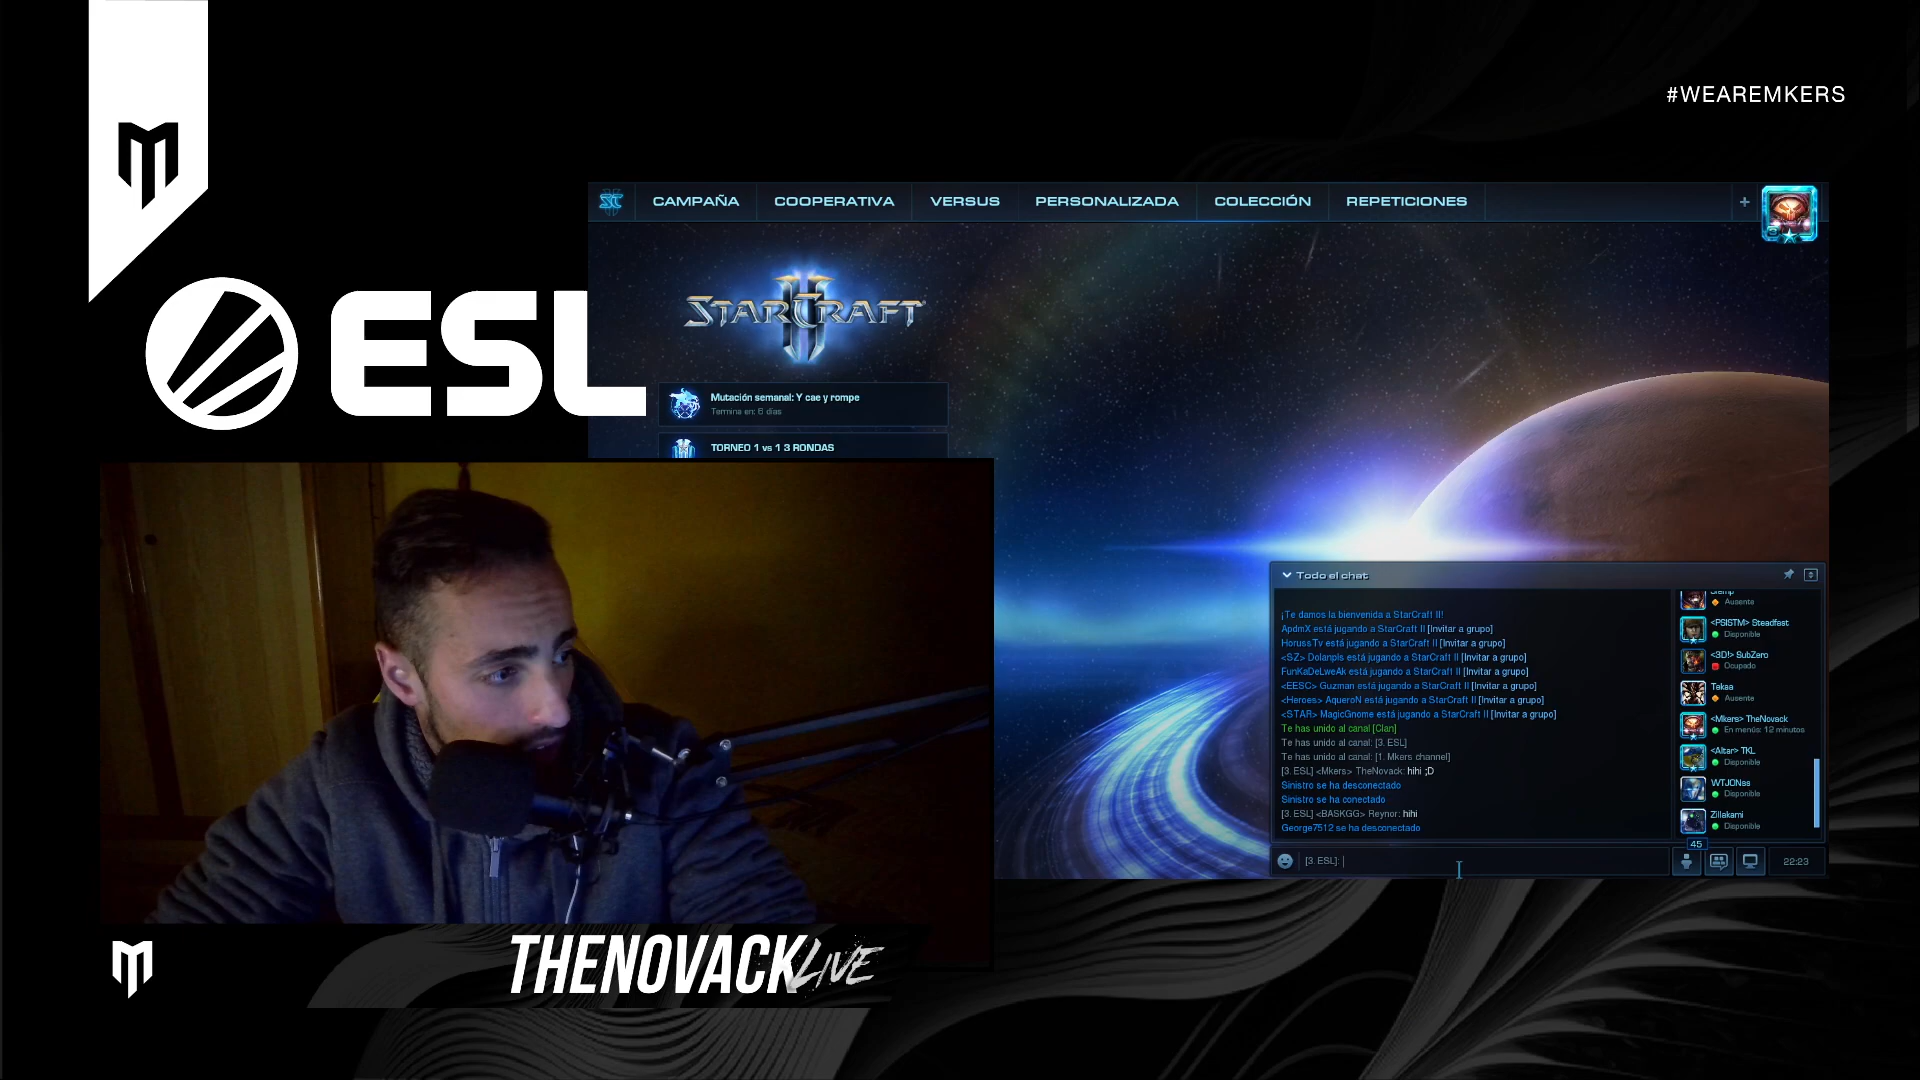 #WEAREMKERS
CAMPAÑA
COOPERATIVA
VERSUS
PERSONALIZADA
COLECCIÓN
REPETICIONES
STARCRAFT
II
ESL
Mutación semanal: Y cae y rompe
Termina en: 6 días
TORNEO 1 vs 1 3 RONDAS
Todo el chat
¡Te damos la bienvenida a StarCraft II!
ApdmX está jugando a StarCraft II [Invitar a grupo]
HorussTv está jugando a StarCraft II [Invitar a grupo]
<SZ> Dolanpls está jugando a StarCraft II [Invitar a grupo]
FunKaDeLweAk está jugando a StarCraft II [Invitar a grupo]
<EESC> Guzman está jugando a StarCraft II [Invitar a grupo]
<Heroes> AqueroN está jugando a StarCraft II [Invitar a grupo]
<STAR> MagicGnome está jugando a StarCraft II [Invitar a grupo]
Te has unido al canal [Clan]
Te has unido al canal: [3. ESL]
Te has unido al canal: [1. Mkers channel]
[3. ESL] <Mkers> TheNovack: hihi ;D
Sinistro se ha desconectado
Sinistro se ha conectado
[3. ESL] <BASKGG> Reynor: hihi
George7512 se ha desconectado
[3. ESL]:
Ausente
<PSISTM> Steadfast
Disponible
<3D!> SubZero
Ocupado
Tekaa
Ausente
<Mkers> TheNovack
En menús: 12 minutos
<Altar> TKL
Disponible
WTJONss
Disponible
Zillakami
Disponible
45
22:23
THENOVACK LIVE